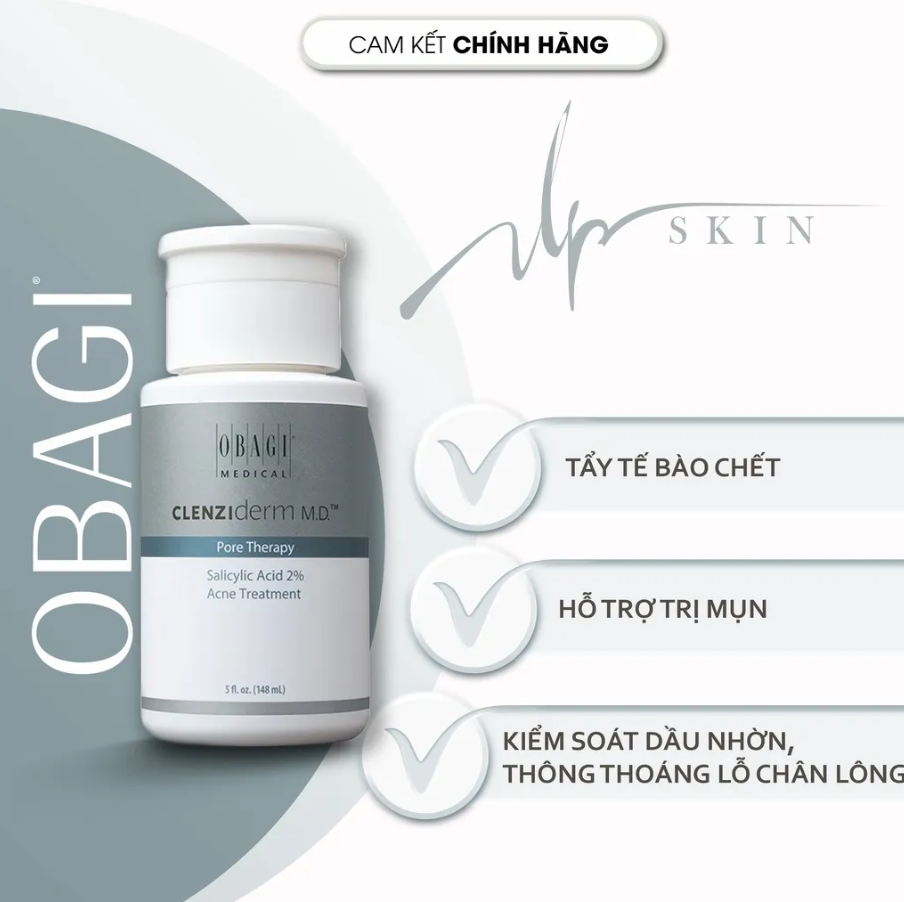 CAM KẾT CHÍNH HÃNG
up SKIN
OBAGI®
OBAGI®
MEDICAL
CLENZIderm M.D.™
Pore Therapy
Salicylic Acid 2%
Acne Treatment
5 fl. oz. (148 mL)
TẨY TẾ BÀO CHẾT
HỖ TRỢ TRỊ MỤN
KIỂM SOÁT DẦU NHỜN,
THÔNG THOÁNG LỖ CHÂN LÔNG